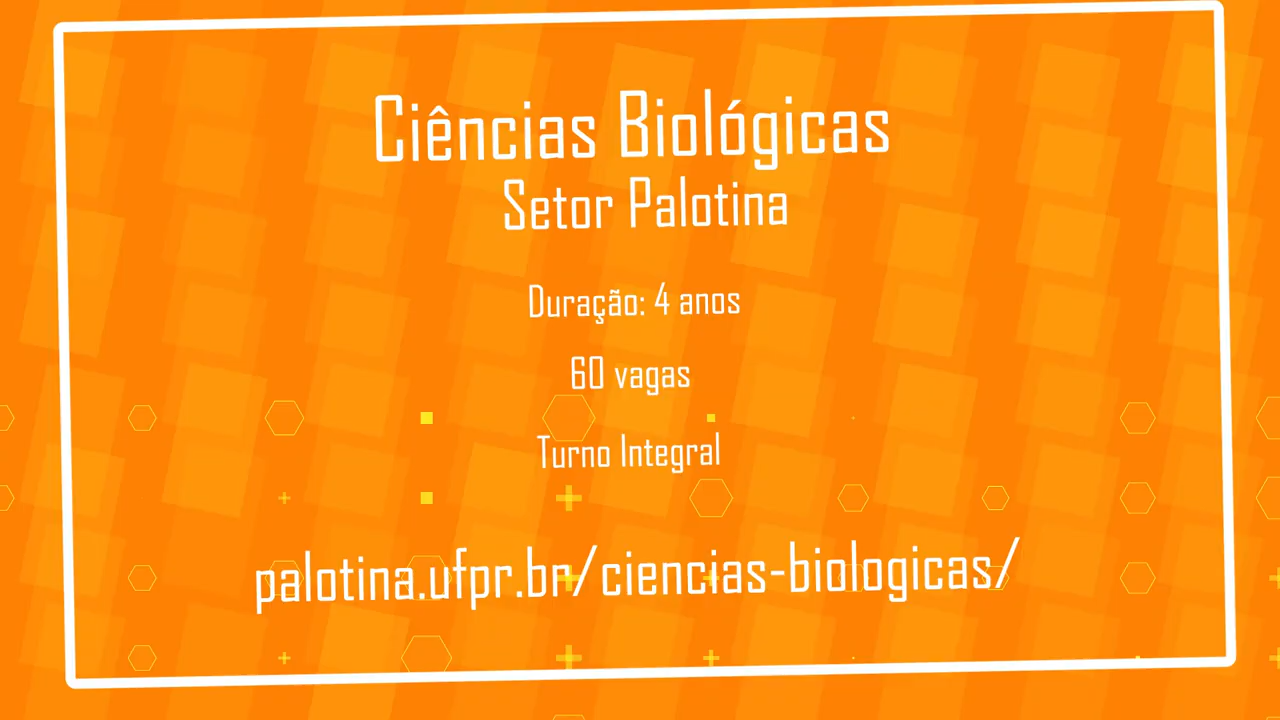 Ciências Biológicas
Setor Palotina
Duração: 4 anos
60 vagas
Turno Integral
palotina.ufpr.br/ciencias-biologicas/